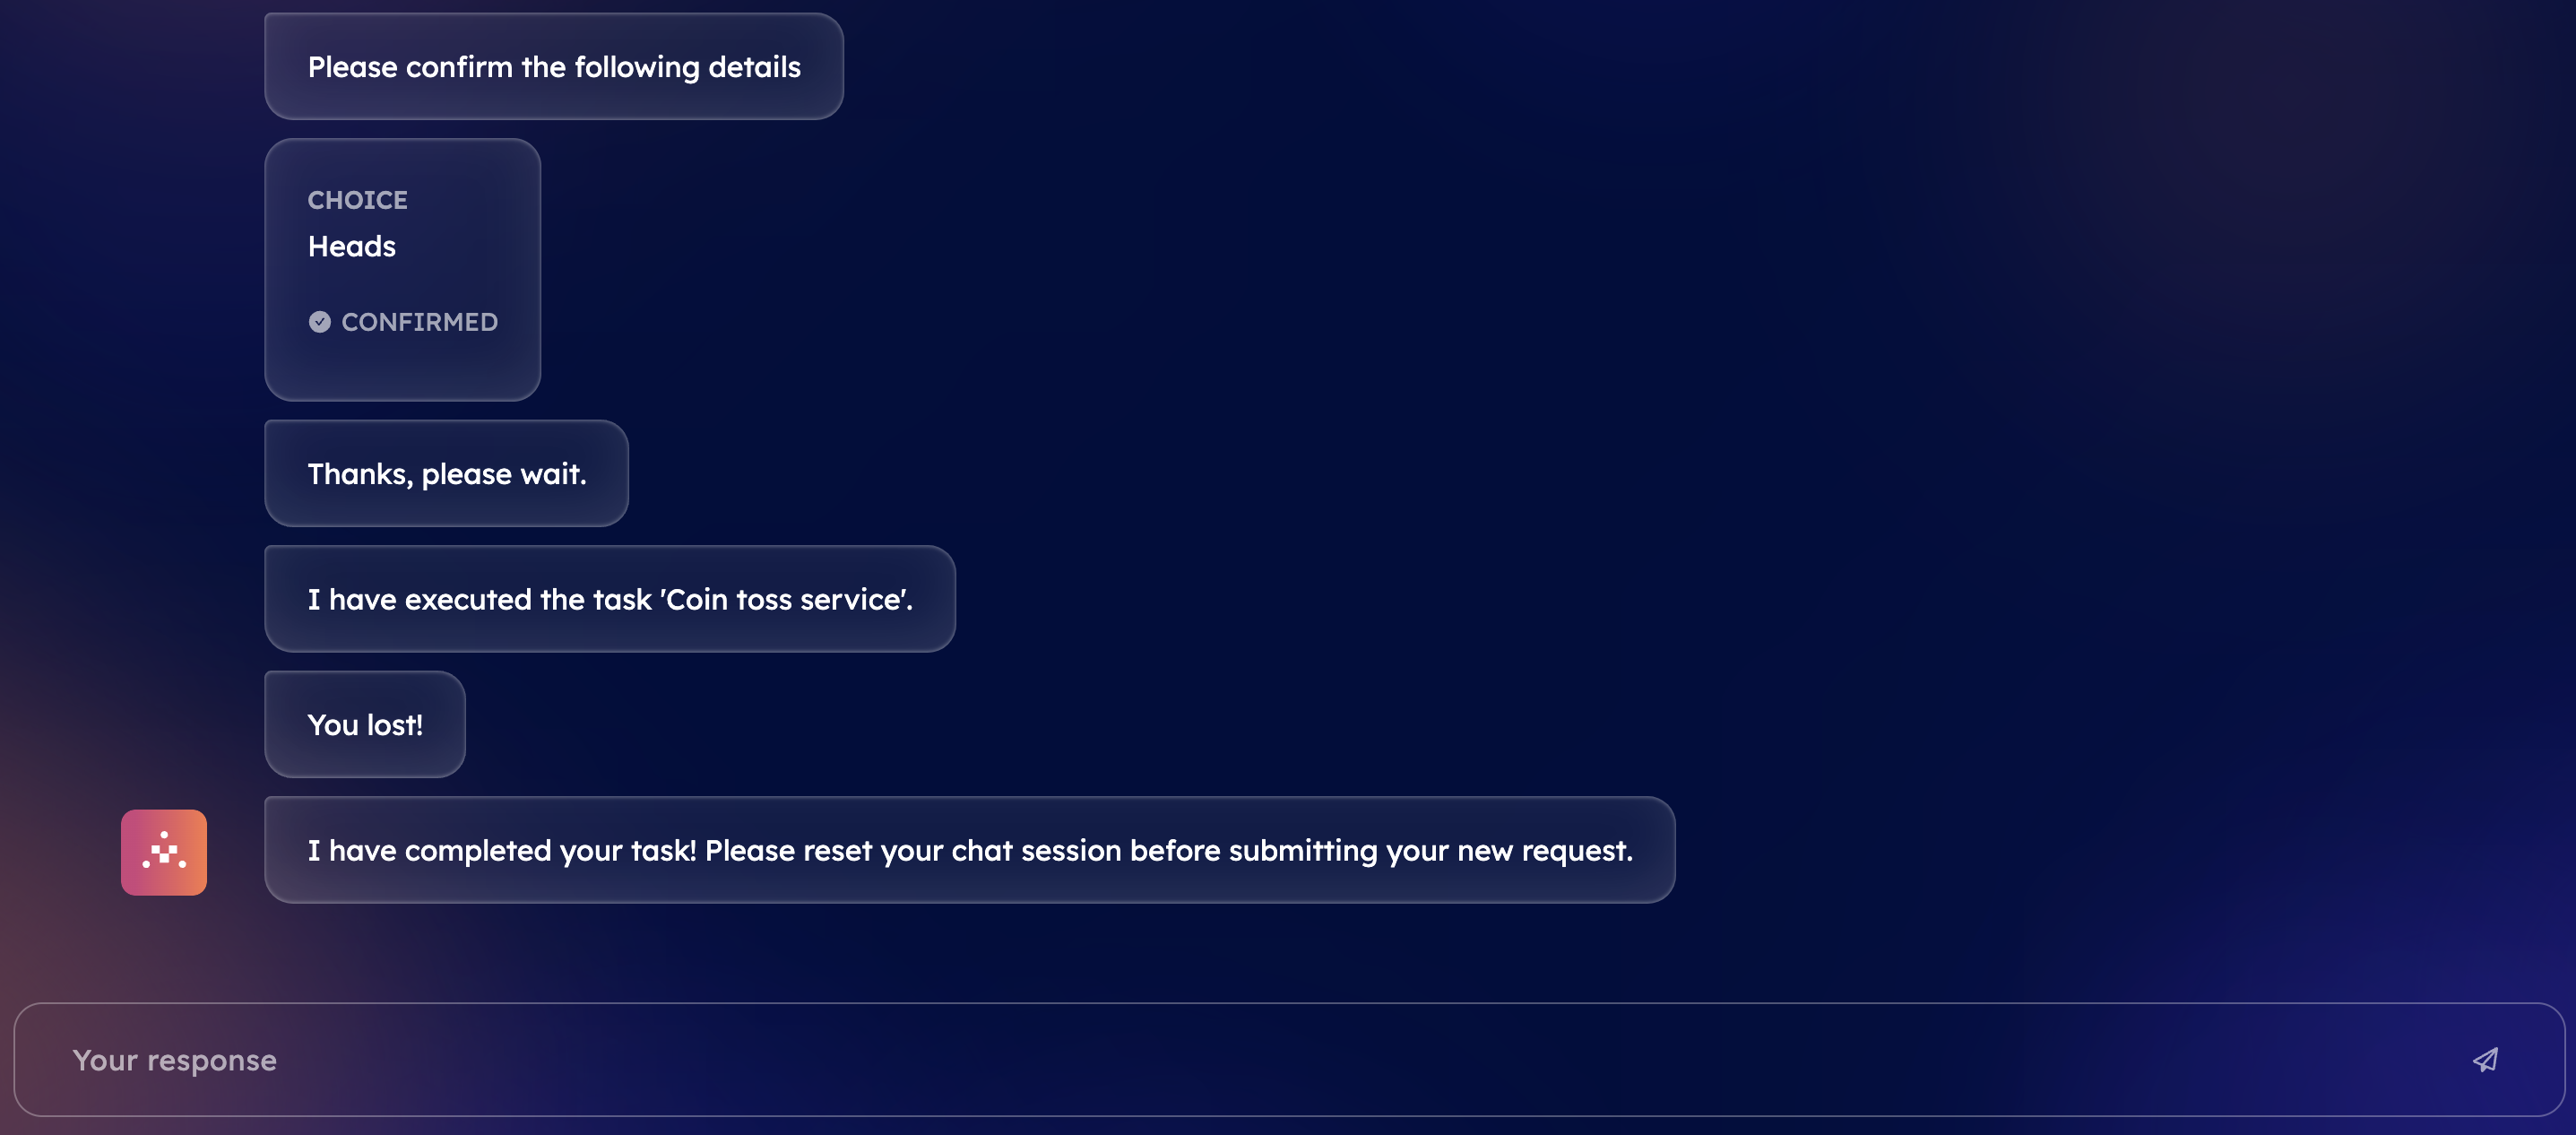 Please confirm the following details
CHOICE
Heads
CONFIRMED
Thanks, please wait.
I have executed the task 'Coin toss service'.
You lost!
I have completed your task! Please reset your chat session before submitting your new request.
Your response